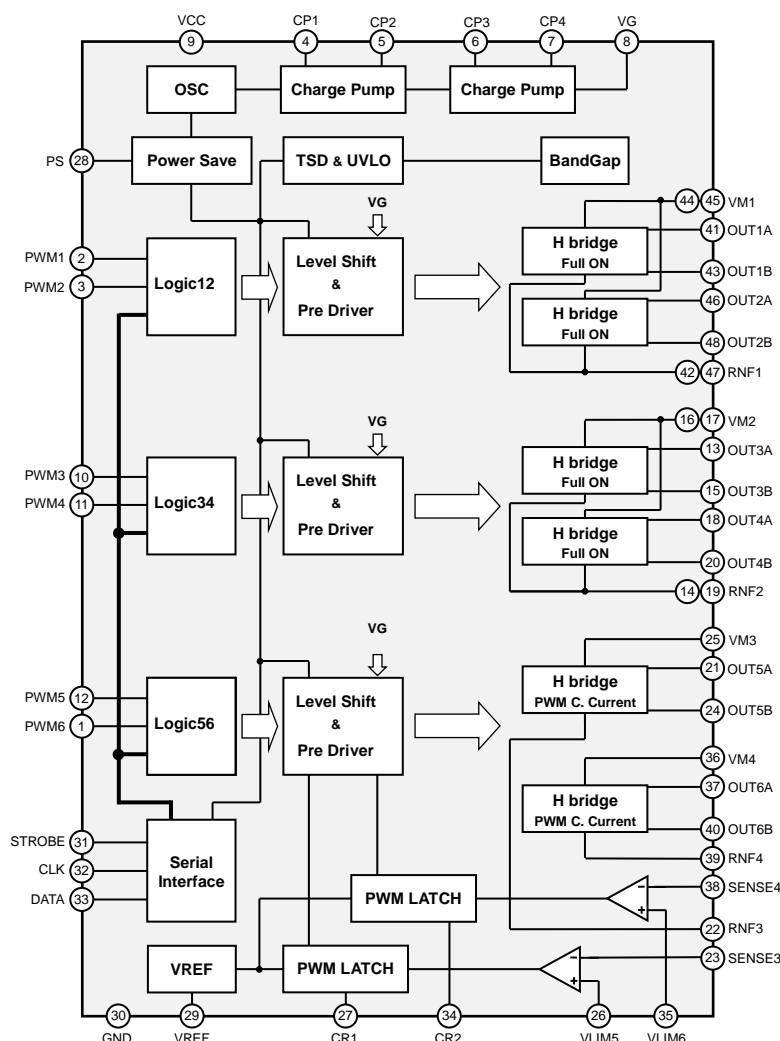 VCC CP1 CP2 CP3 CP4 VG
9 4 5 6 7 8
OSC Charge Pump Charge Pump
PS 28 Power Save TSD & UVLO BandGap
VG
44 45 VM1
H bridge
Full ON
41 OUT1A
43 OUT1B
PWM1 2
PWM2 3
Logic12
Level Shift
&
Pre Driver
H bridge
Full ON
46 OUT2A
48 OUT2B
42 47 RNF1
VG
16 17 VM2
H bridge
Full ON
13 OUT3A
15 OUT3B
PWM3 10
PWM4 11
Logic34
Level Shift
&
Pre Driver
H bridge
Full ON
18 OUT4A
20 OUT4B
14 19 RNF2
VG
25 VM3
H bridge
PWM C. Current
21 OUT5A
24 OUT5B
PWM5 12
PWM6 1
Logic56
Level Shift
&
Pre Driver
36 VM4
H bridge
PWM C. Current
37 OUT6A
40 OUT6B
39 RNF4
STROBE 31
CLK 32
DATA 33
Serial
Interface
PWM LATCH
-
+
38 SENSE4
22 RNF3
VREF PWM LATCH
-
+
23 SENSE3
30 29 27 34 26 35
GND VREF CR1 CR2 VLIM5 VLIM6